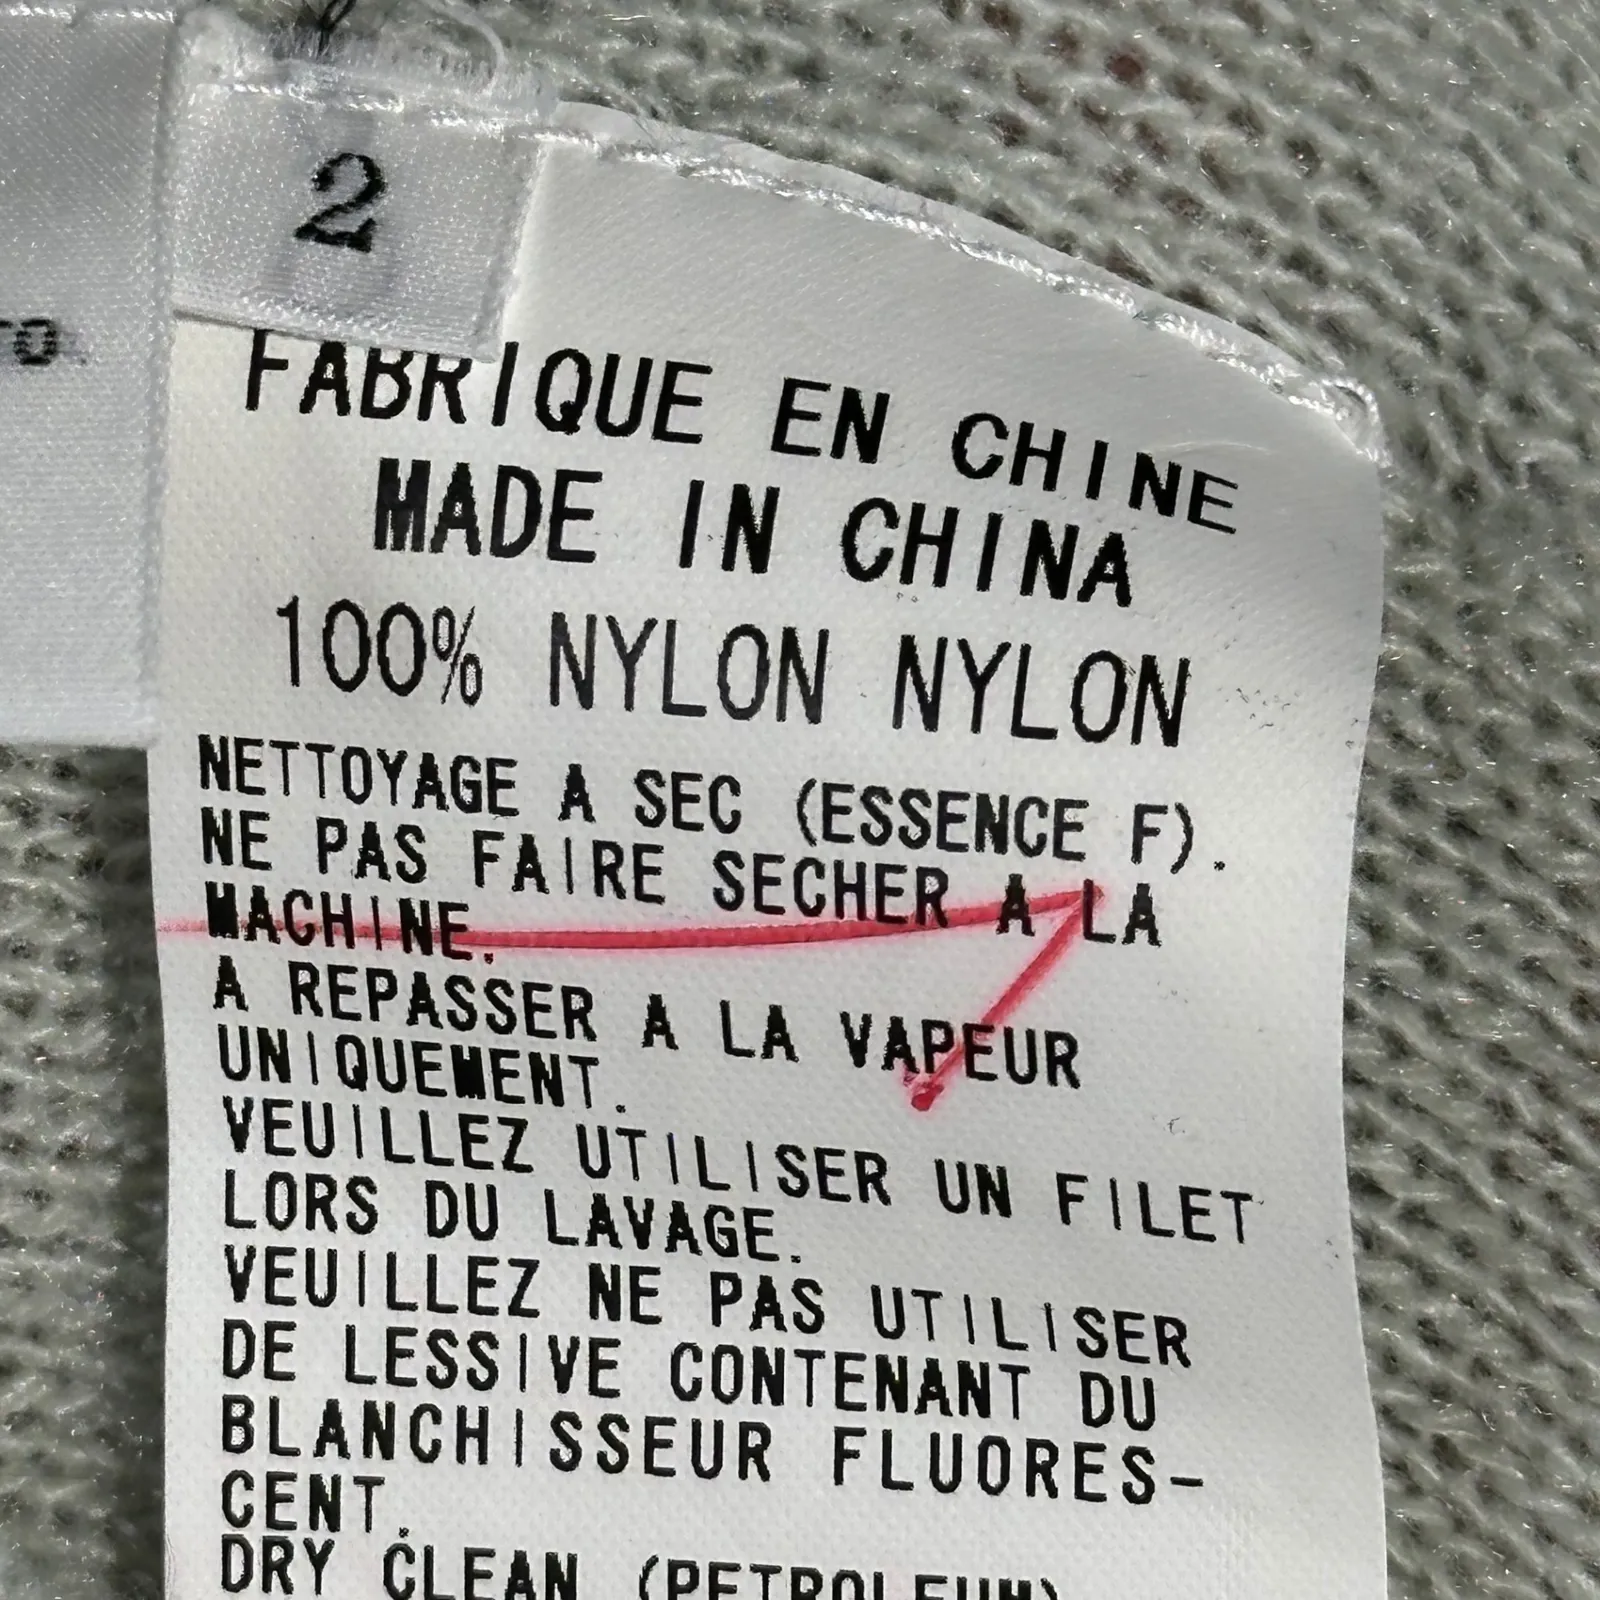 2
FABRIQUE EN CHINE
MADE IN CHINA
100% NYLON NYLON
NETTOYAGE A SEC (ESSENCE F).
NE PAS FAIRE SECHER A LA
MACHINE.
A REPASSER A LA VAPEUR
UNIQUEMENT.
VEUILLEZ UTILISER UN FILET
LORS DU LAVAGE.
VEUILLEZ NE PAS UTILISER
DE LESSIVE CONTENANT DU
BLANCHISSEUR FLUORES-
CENT.
DRY CLEAN (PETROLEUM)